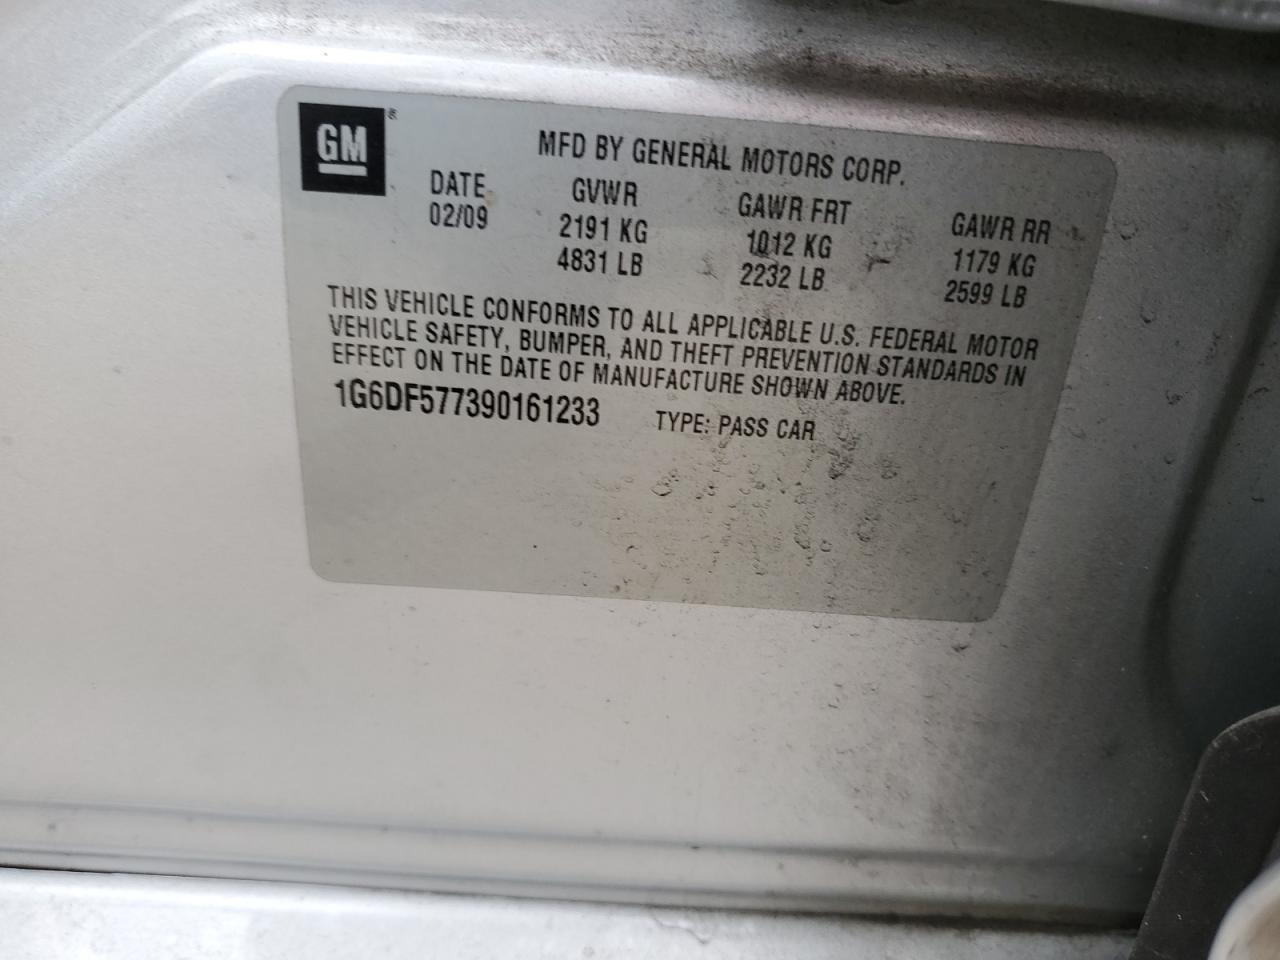 GM®
MFD BY GENERAL MOTORS CORP.
DATE GVWR GAWR FRT GAWR RR
02/09 2191 KG 1012 KG 1179 KG
4831 LB 2232 LB 2599 LB
THIS VEHICLE CONFORMS TO ALL APPLICABLE U.S. FEDERAL MOTOR
VEHICLE SAFETY, BUMPER, AND THEFT PREVENTION STANDARDS IN
EFFECT ON THE DATE OF MANUFACTURE SHOWN ABOVE.
1G6DF577390161233 TYPE: PASS CAR